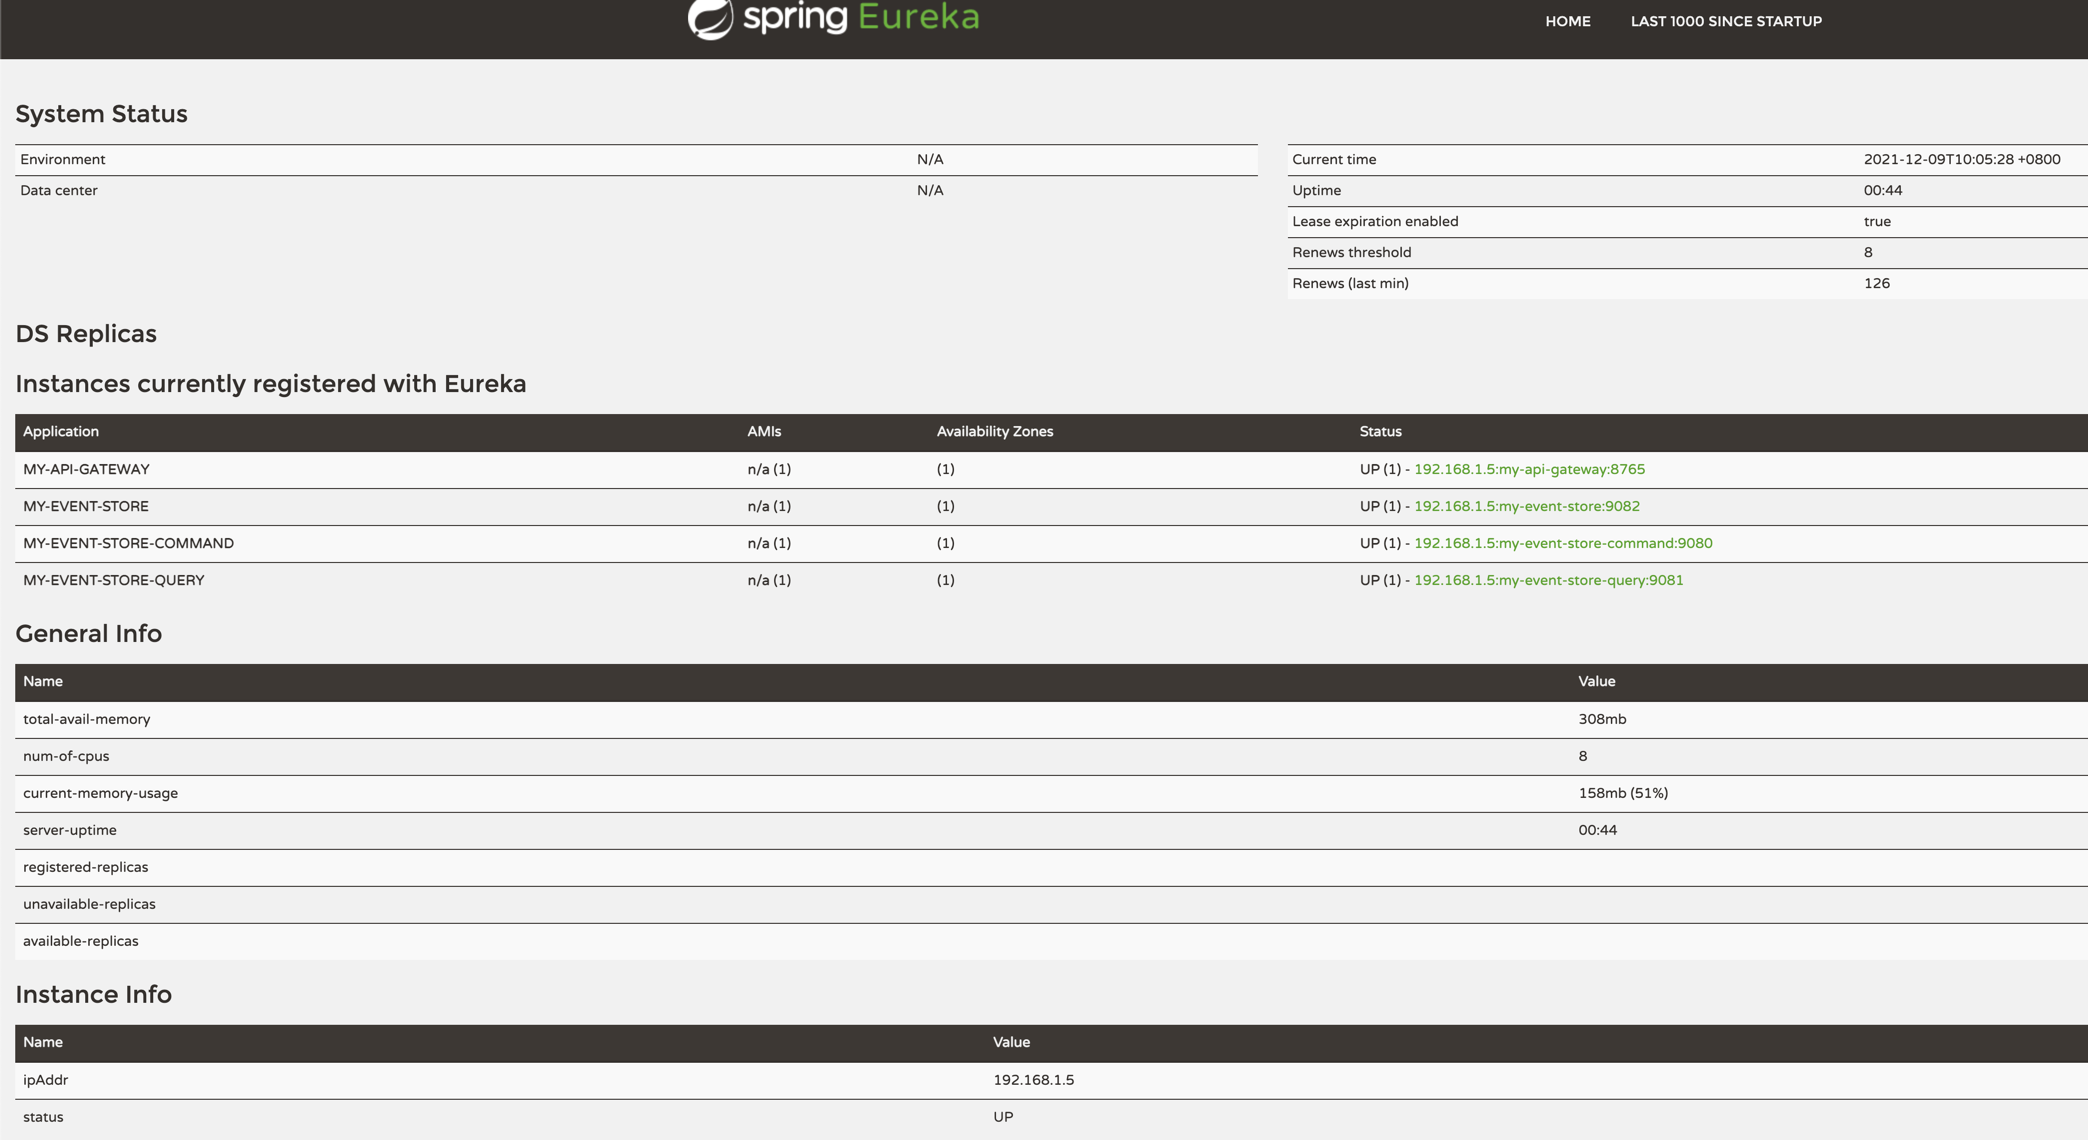 spring Eureka
HOME LAST 1000 SINCE STARTUP
System Status
Environment N/A
Data center N/A
Current time 2021-12-09T10:05:28 +0800
Uptime 00:44
Lease expiration enabled true
Renews threshold 8
Renews (last min) 126
DS Replicas
Instances currently registered with Eureka
Application AMIs Availability Zones Status
MY-API-GATEWAY n/a (1) (1) UP (1) - 192.168.1.5:my-api-gateway:8765
MY-EVENT-STORE n/a (1) (1) UP (1) - 192.168.1.5:my-event-store:9082
MY-EVENT-STORE-COMMAND n/a (1) (1) UP (1) - 192.168.1.5:my-event-store-command:9080
MY-EVENT-STORE-QUERY n/a (1) (1) UP (1) - 192.168.1.5:my-event-store-query:9081
General Info
Name Value
total-avail-memory 308mb
num-of-cpus 8
current-memory-usage 158mb (51%)
server-uptime 00:44
registered-replicas
unavailable-replicas
available-replicas
Instance Info
Name Value
ipAddr 192.168.1.5
status UP